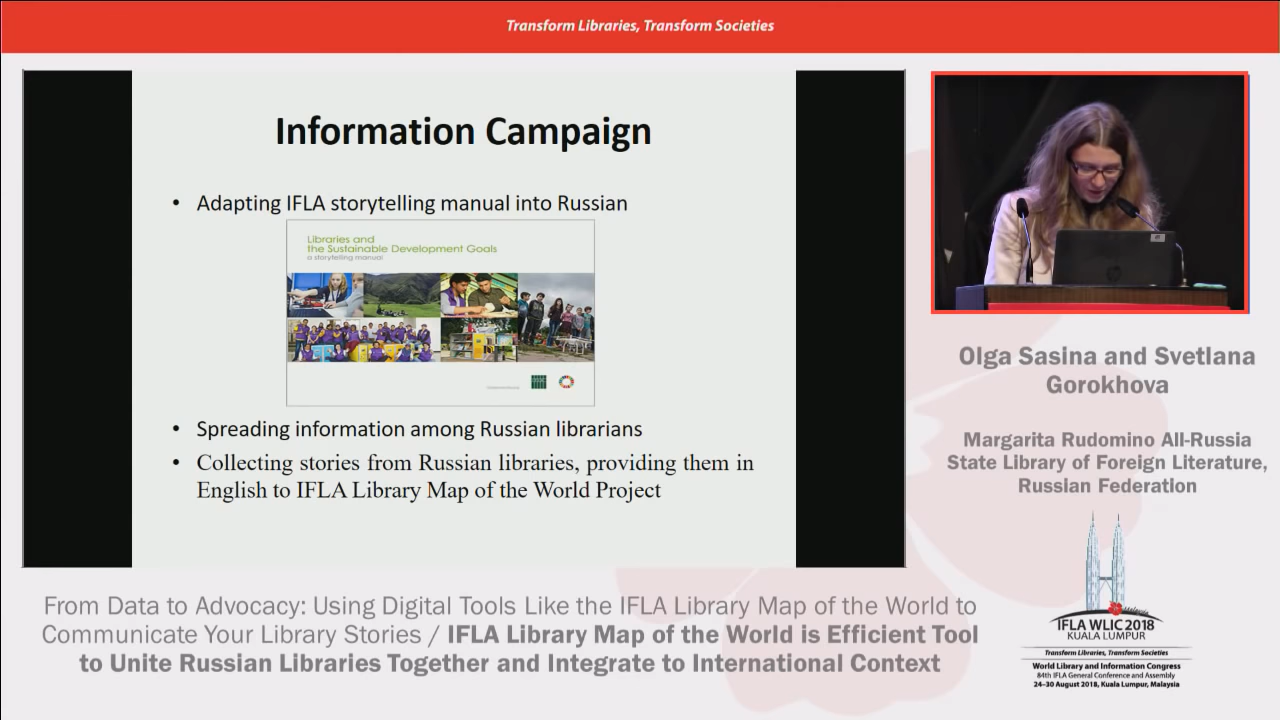 Transform Libraries, Transform Societies
Information Campaign
• Adapting IFLA storytelling manual into Russian
Libraries and
the Sustainable Development Goals
a storytelling manual
• Spreading information among Russian librarians
• Collecting stories from Russian libraries, providing them in
English to IFLA Library Map of the World Project
Olga Sasina and Svetlana
Gorokhova
Margarita Rudomino All-Russia
State Library of Foreign Literature,
Russian Federation
From Data to Advocacy: Using Digital Tools Like the IFLA Library Map of the World to
Communicate Your Library Stories / IFLA Library Map of the World is Efficient Tool
to Unite Russian Libraries Together and Integrate to International Context
Malaysia
IFLA WLIC 2018
KUALA LUMPUR
Transform Libraries, Transform Societies
World Library and Information Congress
84th IFLA General Conference and Assembly
24–30 August 2018, Kuala Lumpur, Malaysia